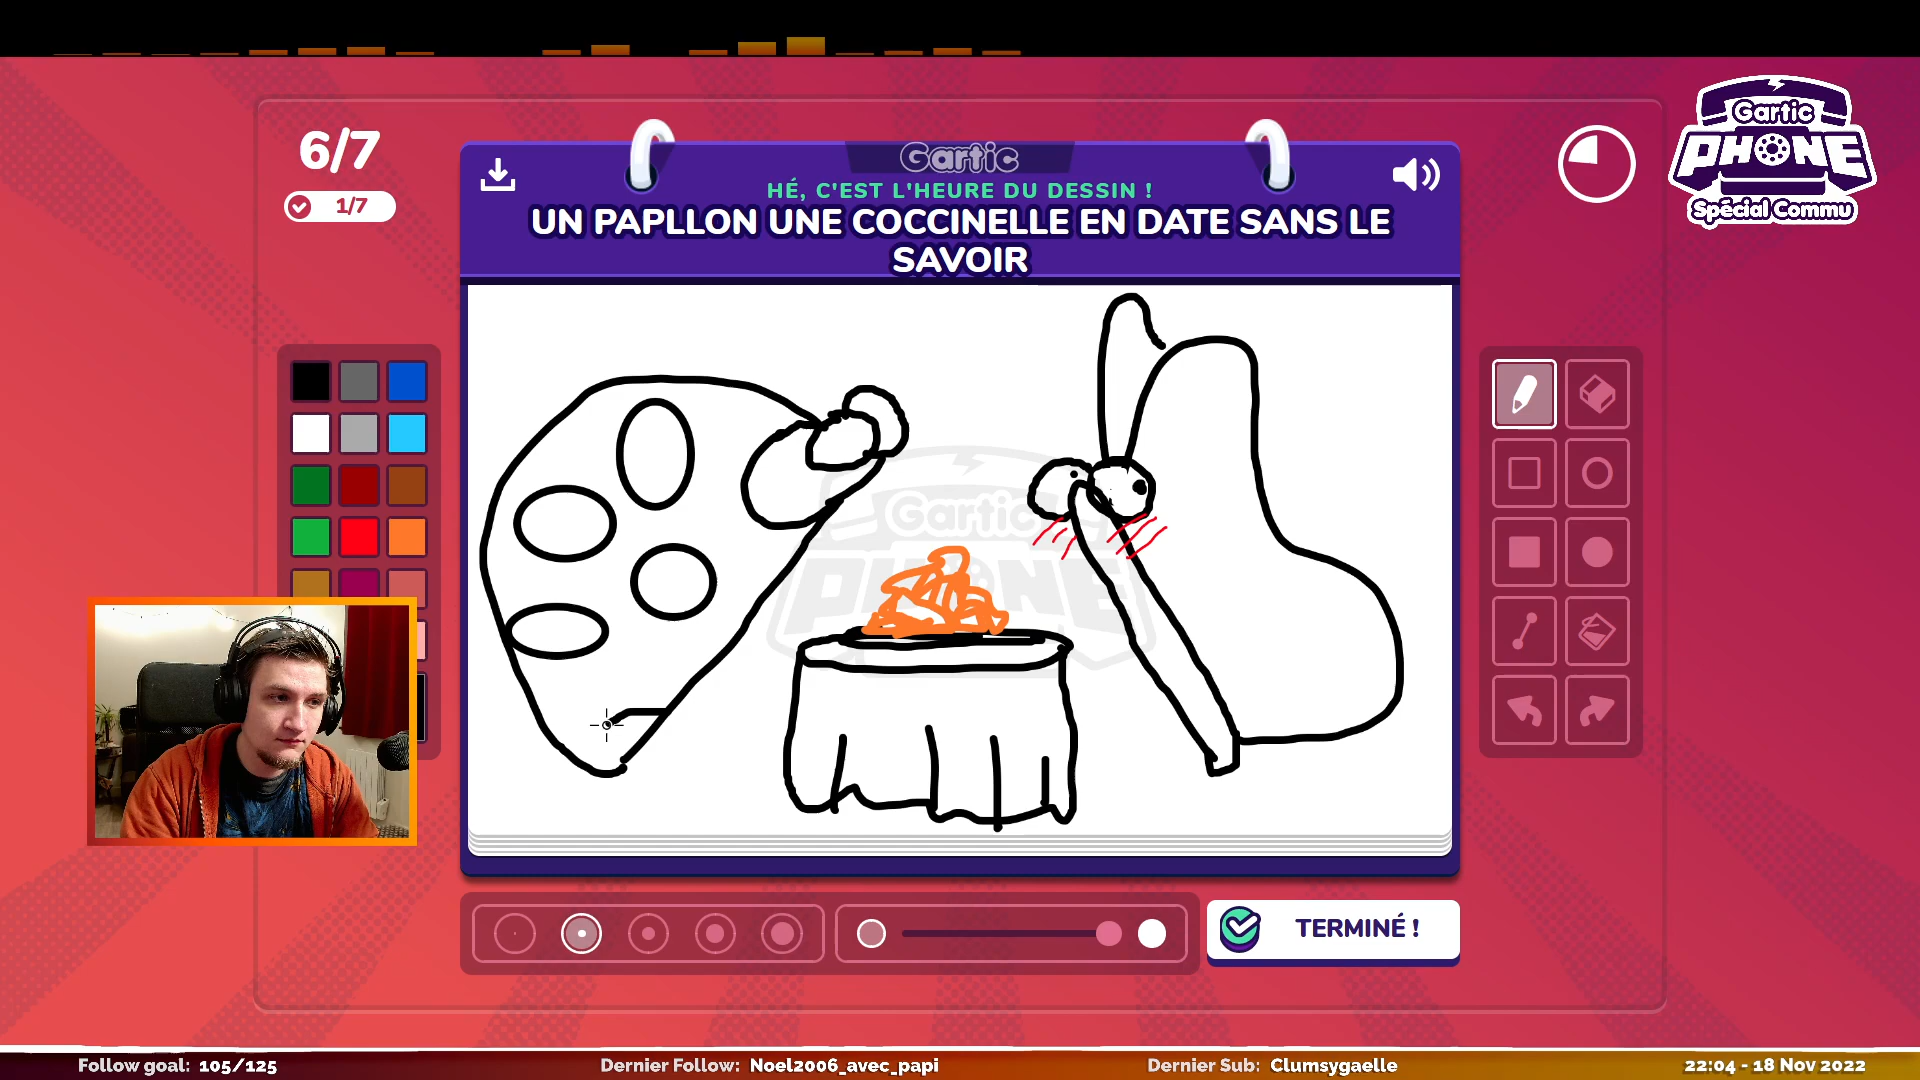 6/7
1/7
Gartic
HÉ, C'EST L'HEURE DU DESSIN !
UN PAPLLON UNE COCCINELLE EN DATE SANS LE
SAVOIR
Gartic
PHONE
Spécial Commu
Gartic
PHONE
TERMINÉ !
Follow goal: 105/125
Dernier Follow: Noel2006_avec_papi
Dernier Sub: Clumsygaelle
22:04 - 18 Nov 2022